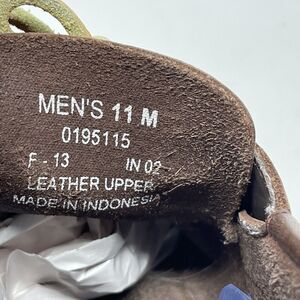 MEN'S 11 M
0195115
F - 13 IN 02
LEATHER UPPER
MADE IN INDONESIA